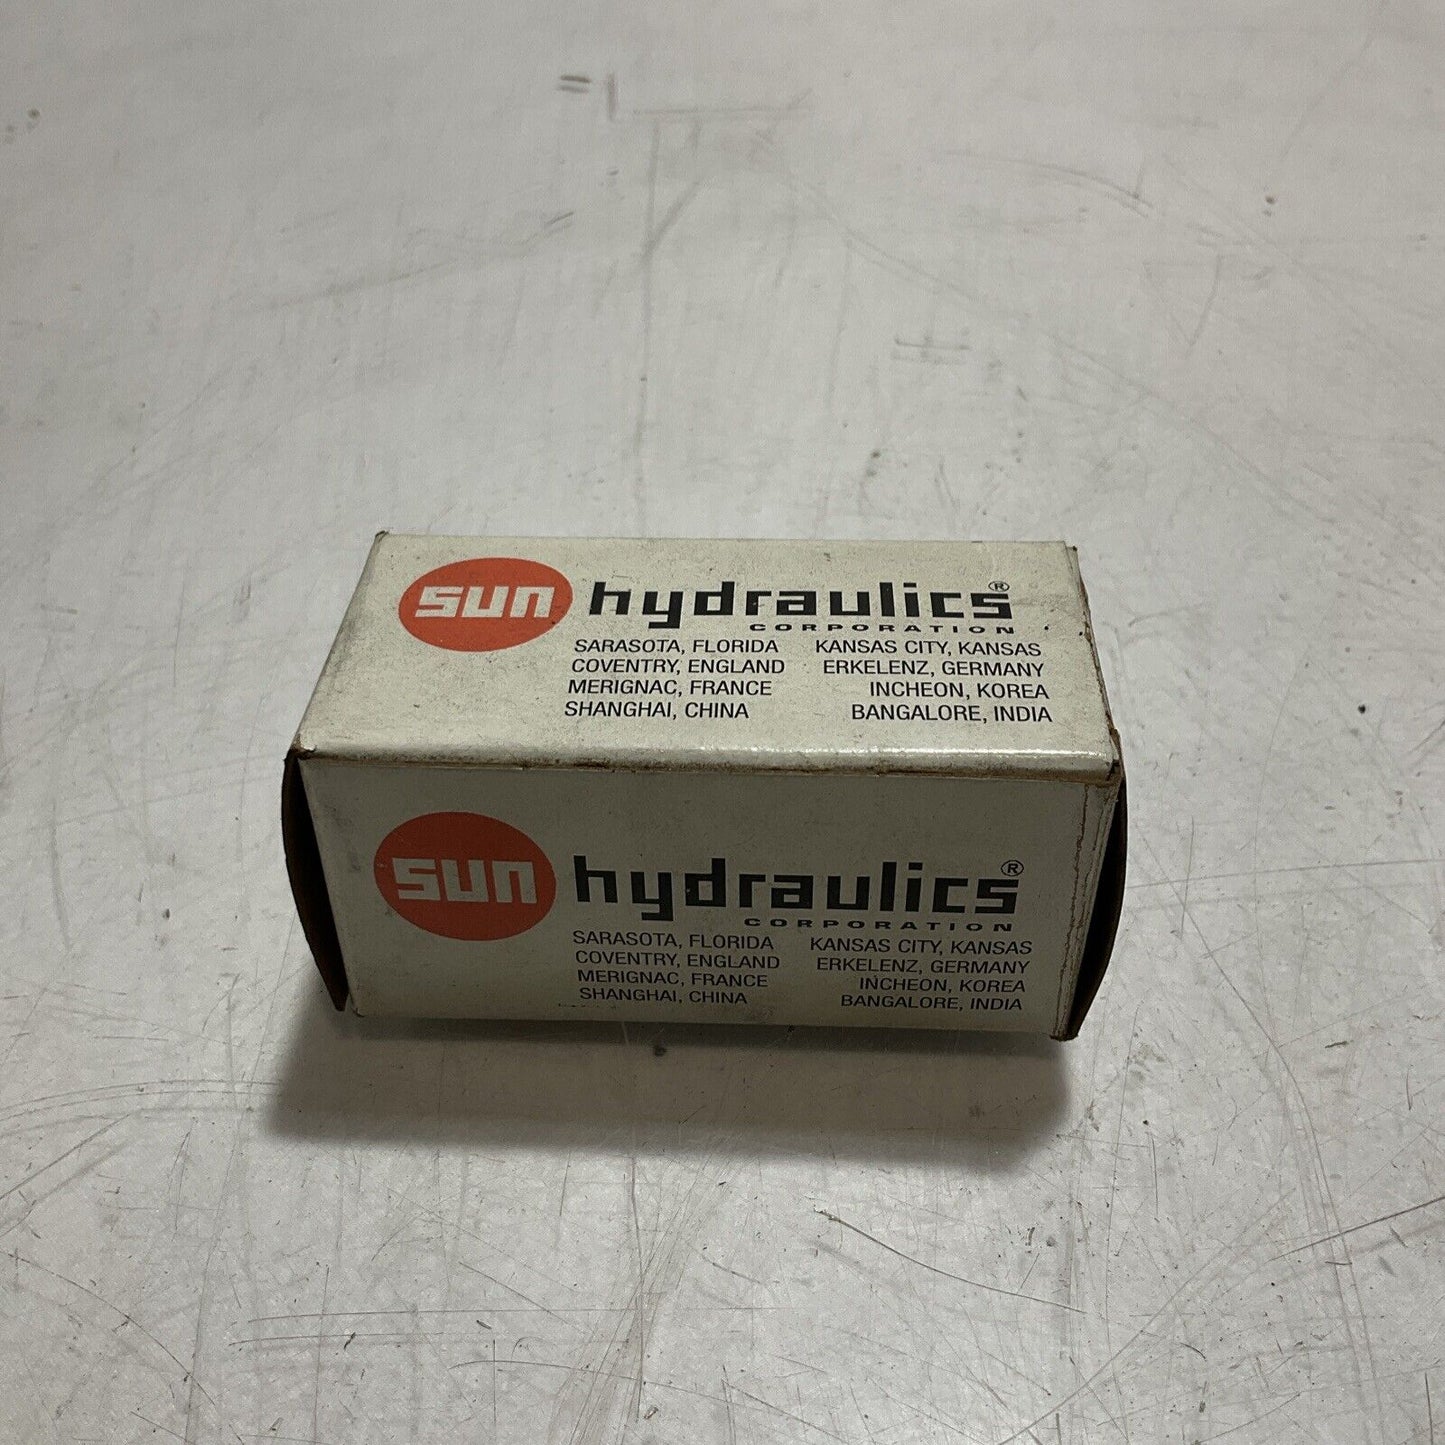 sun hydraulics®
CORPORATION
SARASOTA, FLORIDA KANSAS CITY, KANSAS
COVENTRY, ENGLAND ERKELENZ, GERMANY
MERIGNAC, FRANCE INCHEON, KOREA
SHANGHAI, CHINA BANGALORE, INDIA
sun hydraulics®
CORPORATION
SARASOTA, FLORIDA KANSAS CITY, KANSAS
COVENTRY, ENGLAND ERKELENZ, GERMANY
MERIGNAC, FRANCE INCHEON, KOREA
SHANGHAI, CHINA BANGALORE, INDIA